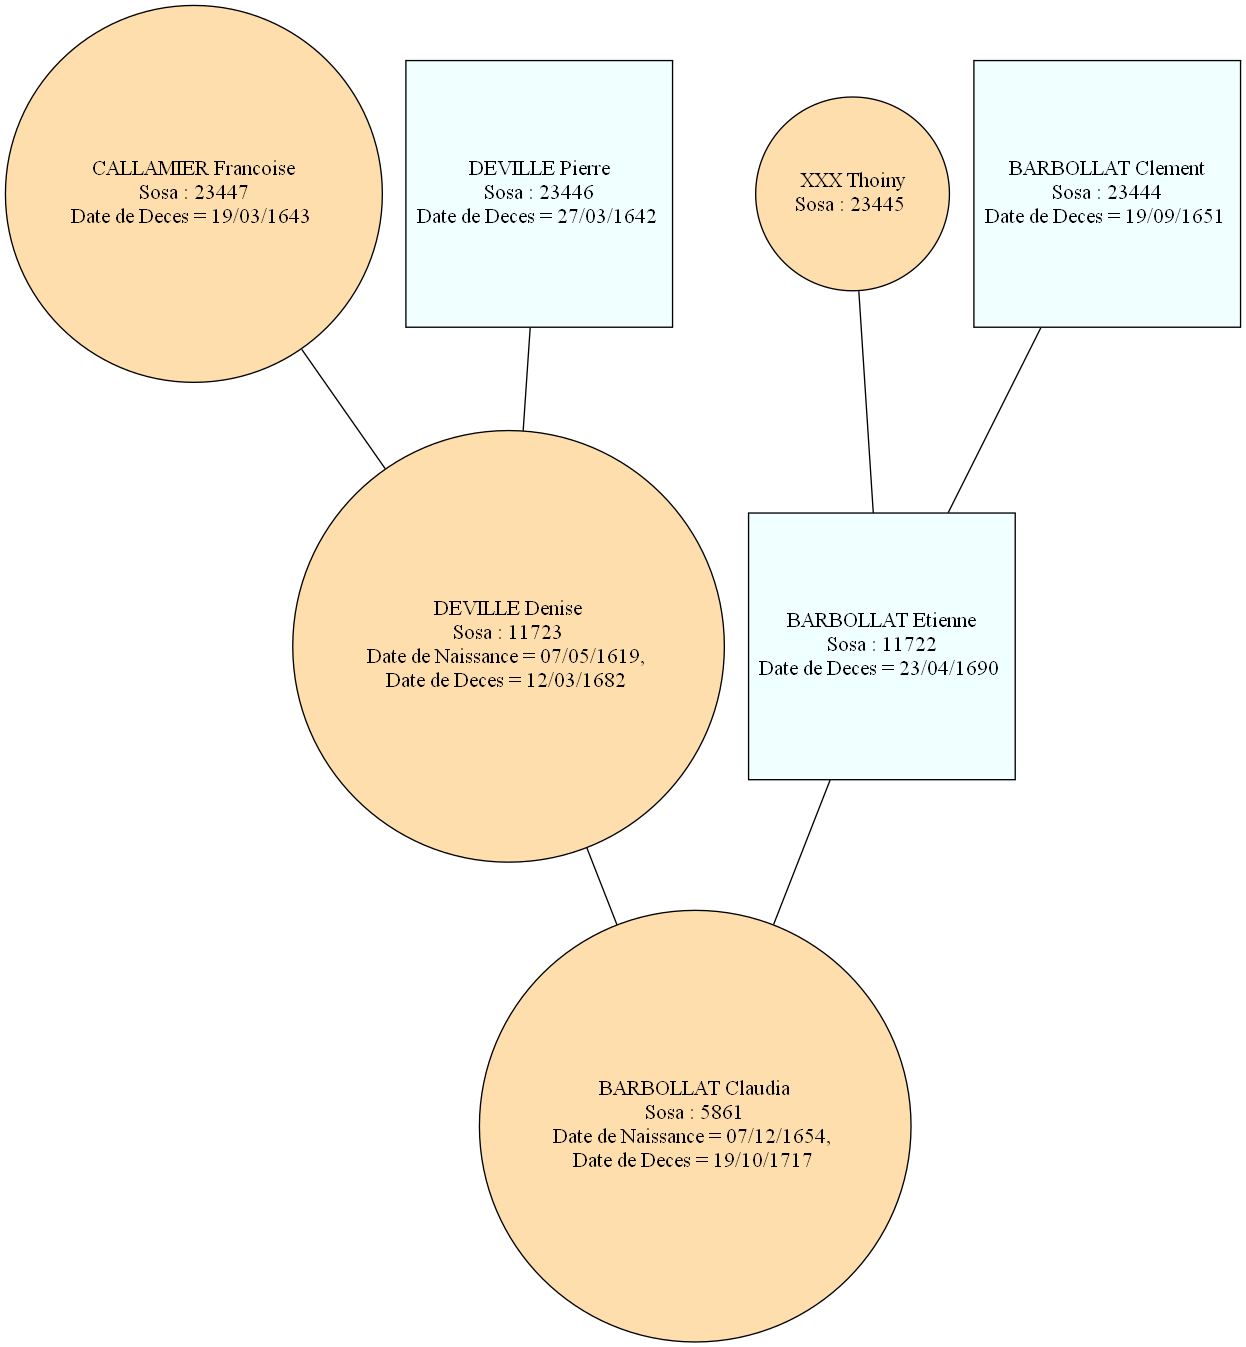 CALLAMIER Francoise
Sosa : 23447
Date de Deces = 19/03/1643
DEVILLE Pierre
Sosa : 23446
Date de Deces = 27/03/1642
XXX Thoiny
Sosa : 23445
BARBOLLAT Clement
Sosa : 23444
Date de Deces = 19/09/1651
DEVILLE Denise
Sosa : 11723
Date de Naissance = 07/05/1619,
Date de Deces = 12/03/1682
BARBOLLAT Etienne
Sosa : 11722
Date de Deces = 23/04/1690
BARBOLLAT Claudia
Sosa : 5861
Date de Naissance = 07/12/1654,
Date de Deces = 19/10/1717